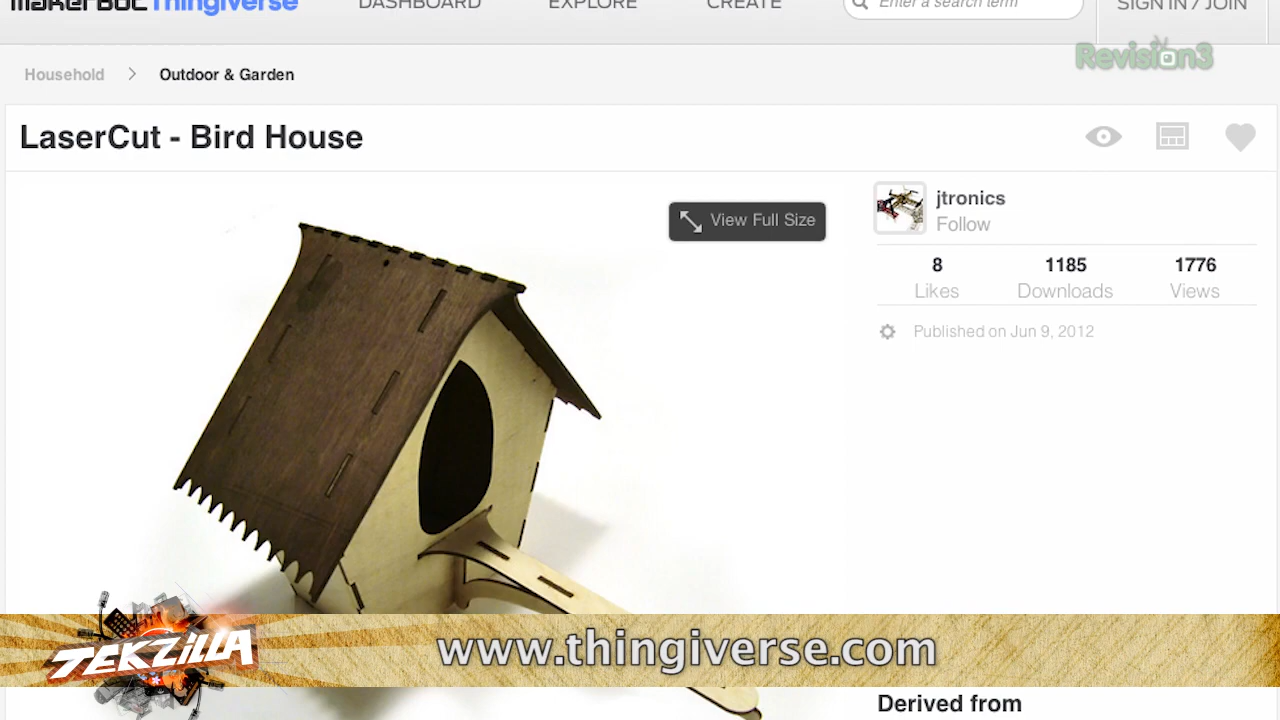 MakerBot Thingiverse DASHBOARD EXPLORE CREATE Enter a search term SIGN IN / JOIN
Revision3
Household > Outdoor & Garden
LaserCut - Bird House
View Full Size
jtronics
Follow
8 1185 1776
Likes Downloads Views
Published on Jun 9, 2012
TEKZILLA
www.thingiverse.com
Derived from